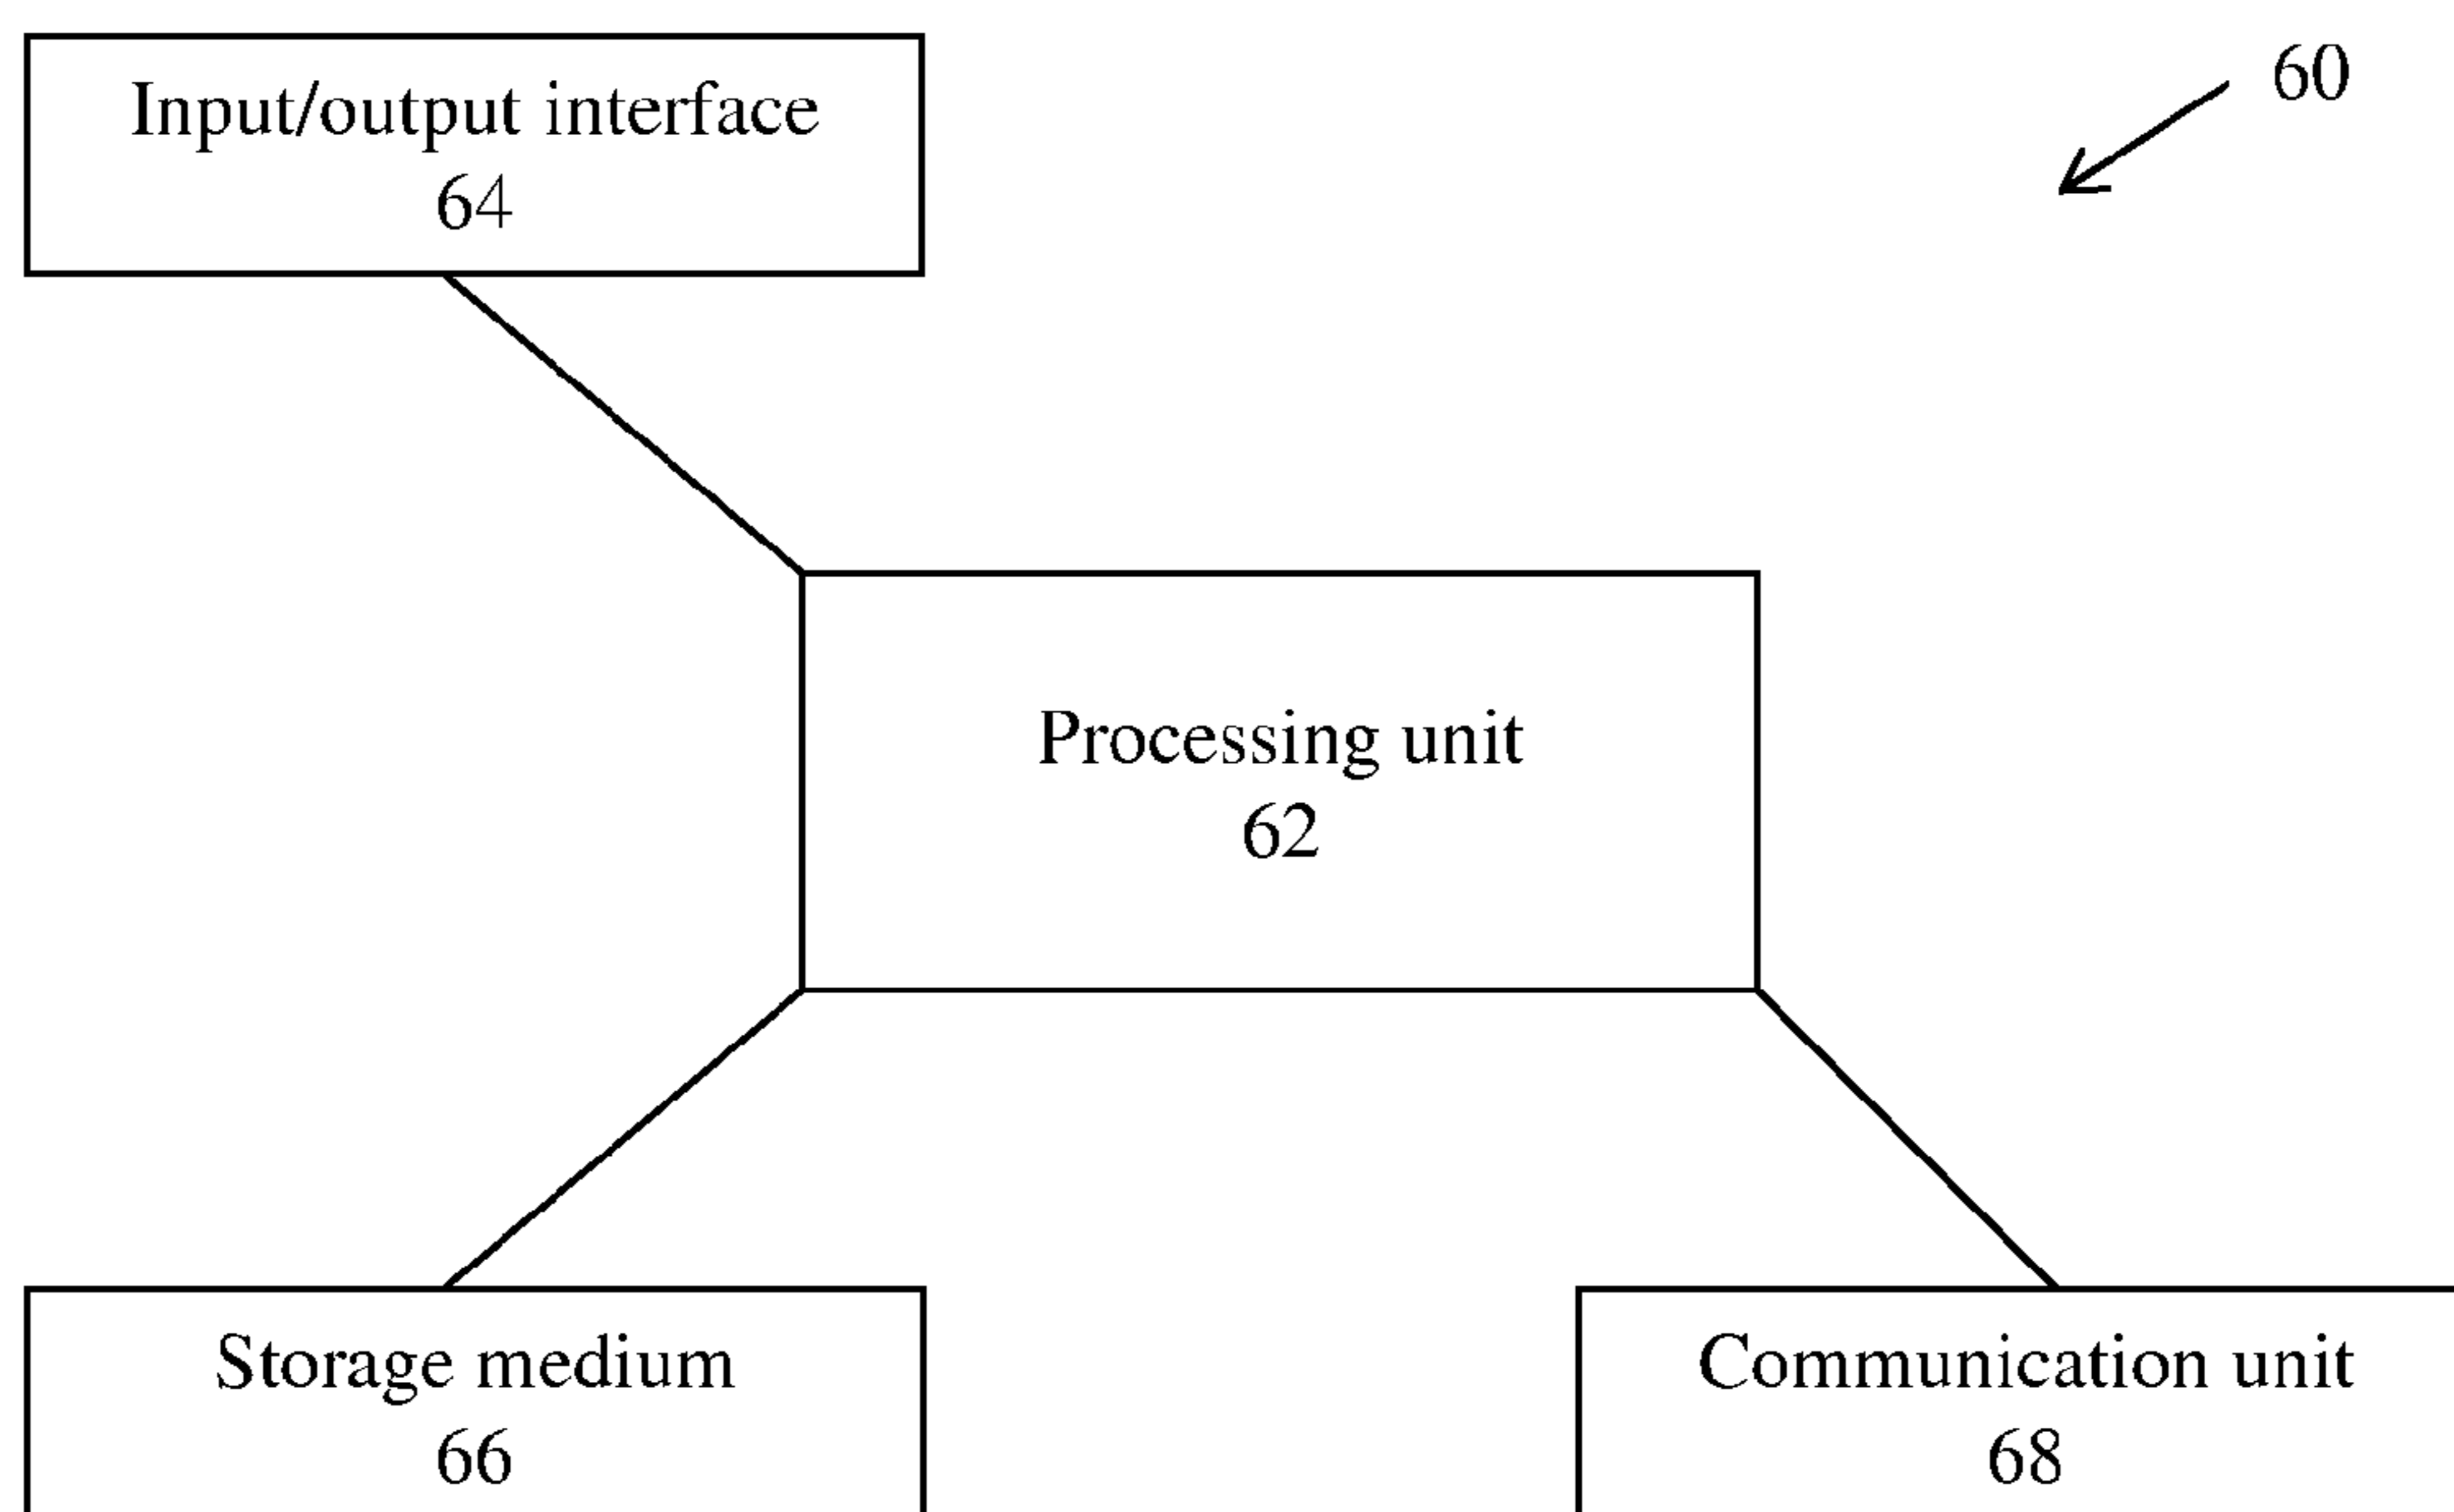 Input/output interface
64
60
Processing unit
62
Storage medium
66
Communication unit
68